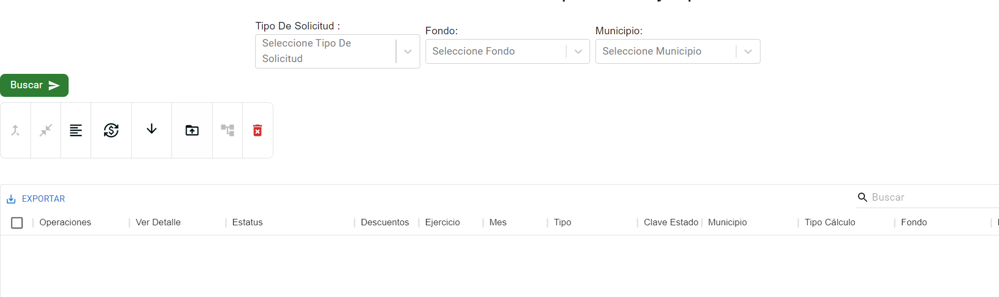 Tipo De Solicitud :
Fondo:
Municipio:
Seleccione Tipo De
Solicitud
Seleccione Fondo
Seleccione Municipio
Buscar
EXPORTAR
Buscar
Operaciones
Ver Detalle
Estatus
Descuentos
Ejercicio
Mes
Tipo
Clave Estado
Municipio
Tipo Cálculo
Fondo